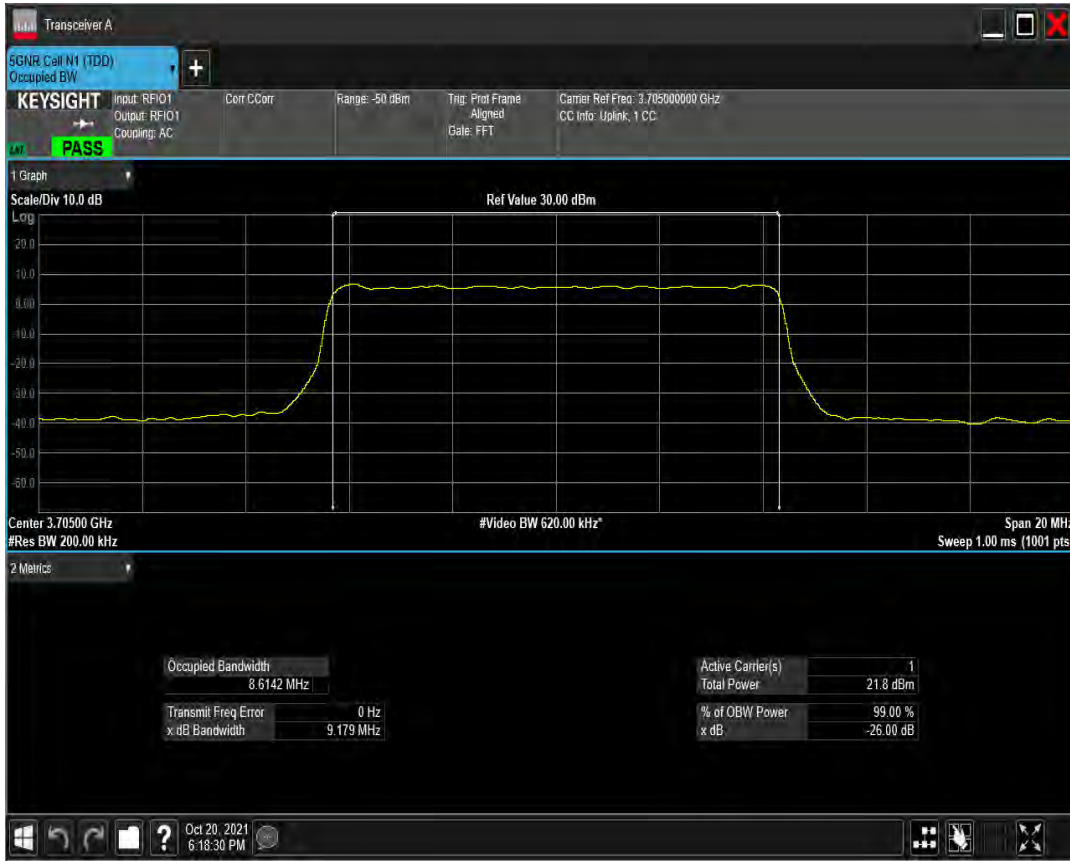 Transceiver A
5GNR Cell N1 (TDD)
Occupied BW
+
KEYSIGHT
Input: RFIO1
Output: RFIO1
Coupling: AC
PASS
Corr CCorr
Range: -50 dBm
Trig: Prot Frame
Aligned
Gate: FFT
Carrier Ref Freq: 3.705000000 GHz
CC Info: Uplink, 1 CC
1 Graph
Scale/Div 10.0 dB
Ref Value 30.00 dBm
Log
20.0
10.0
0.00
-10.0
-20.0
-30.0
-40.0
-50.0
-60.0
Center 3.70500 GHz
#Video BW 620.00 kHz*
Span 20 MHz
#Res BW 200.00 kHz
Sweep 1.00 ms (1001 pts
2 Metrics
Occupied Bandwidth
8.6142 MHz
Transmit Freq Error 0 Hz
x dB Bandwidth 9.179 MHz
Active Carrier(s) 1
Total Power 21.8 dBm
% of OBW Power 99.00 %
x dB -26.00 dB
?
Oct 20, 2021
6:18:30 PM